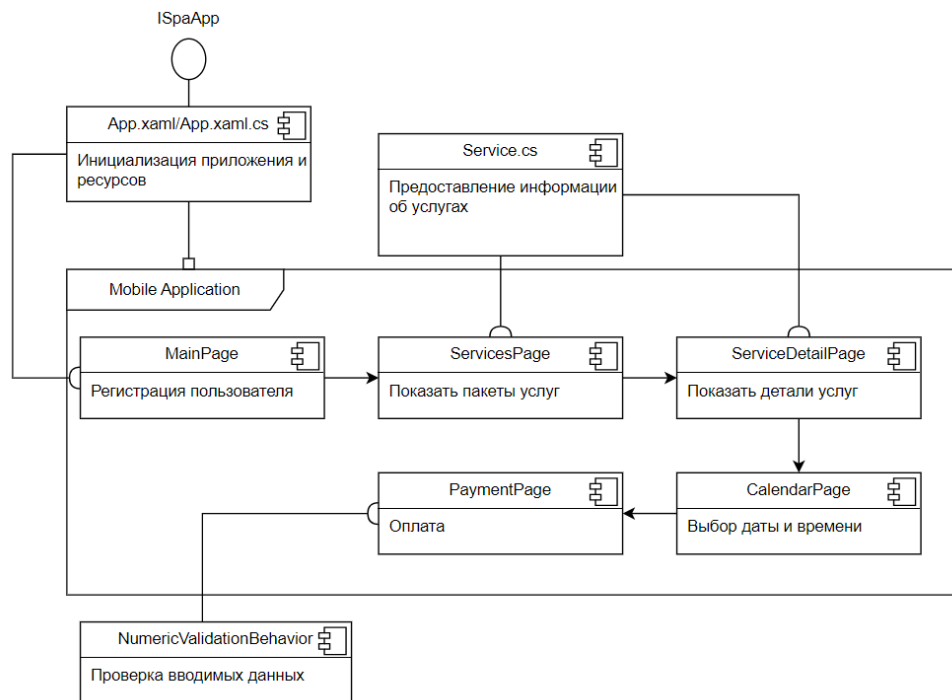 ISpaApp
App.xaml/App.xaml.cs
Инициализация приложения и
ресурсов
Service.cs
Предоставление информации
об услугах
Mobile Application
MainPage
Регистрация пользователя
ServicesPage
Показать пакеты услуг
ServiceDetailPage
Показать детали услуг
PaymentPage
Оплата
CalendarPage
Выбор даты и времени
NumericValidationBehavior
Проверка вводимых данных